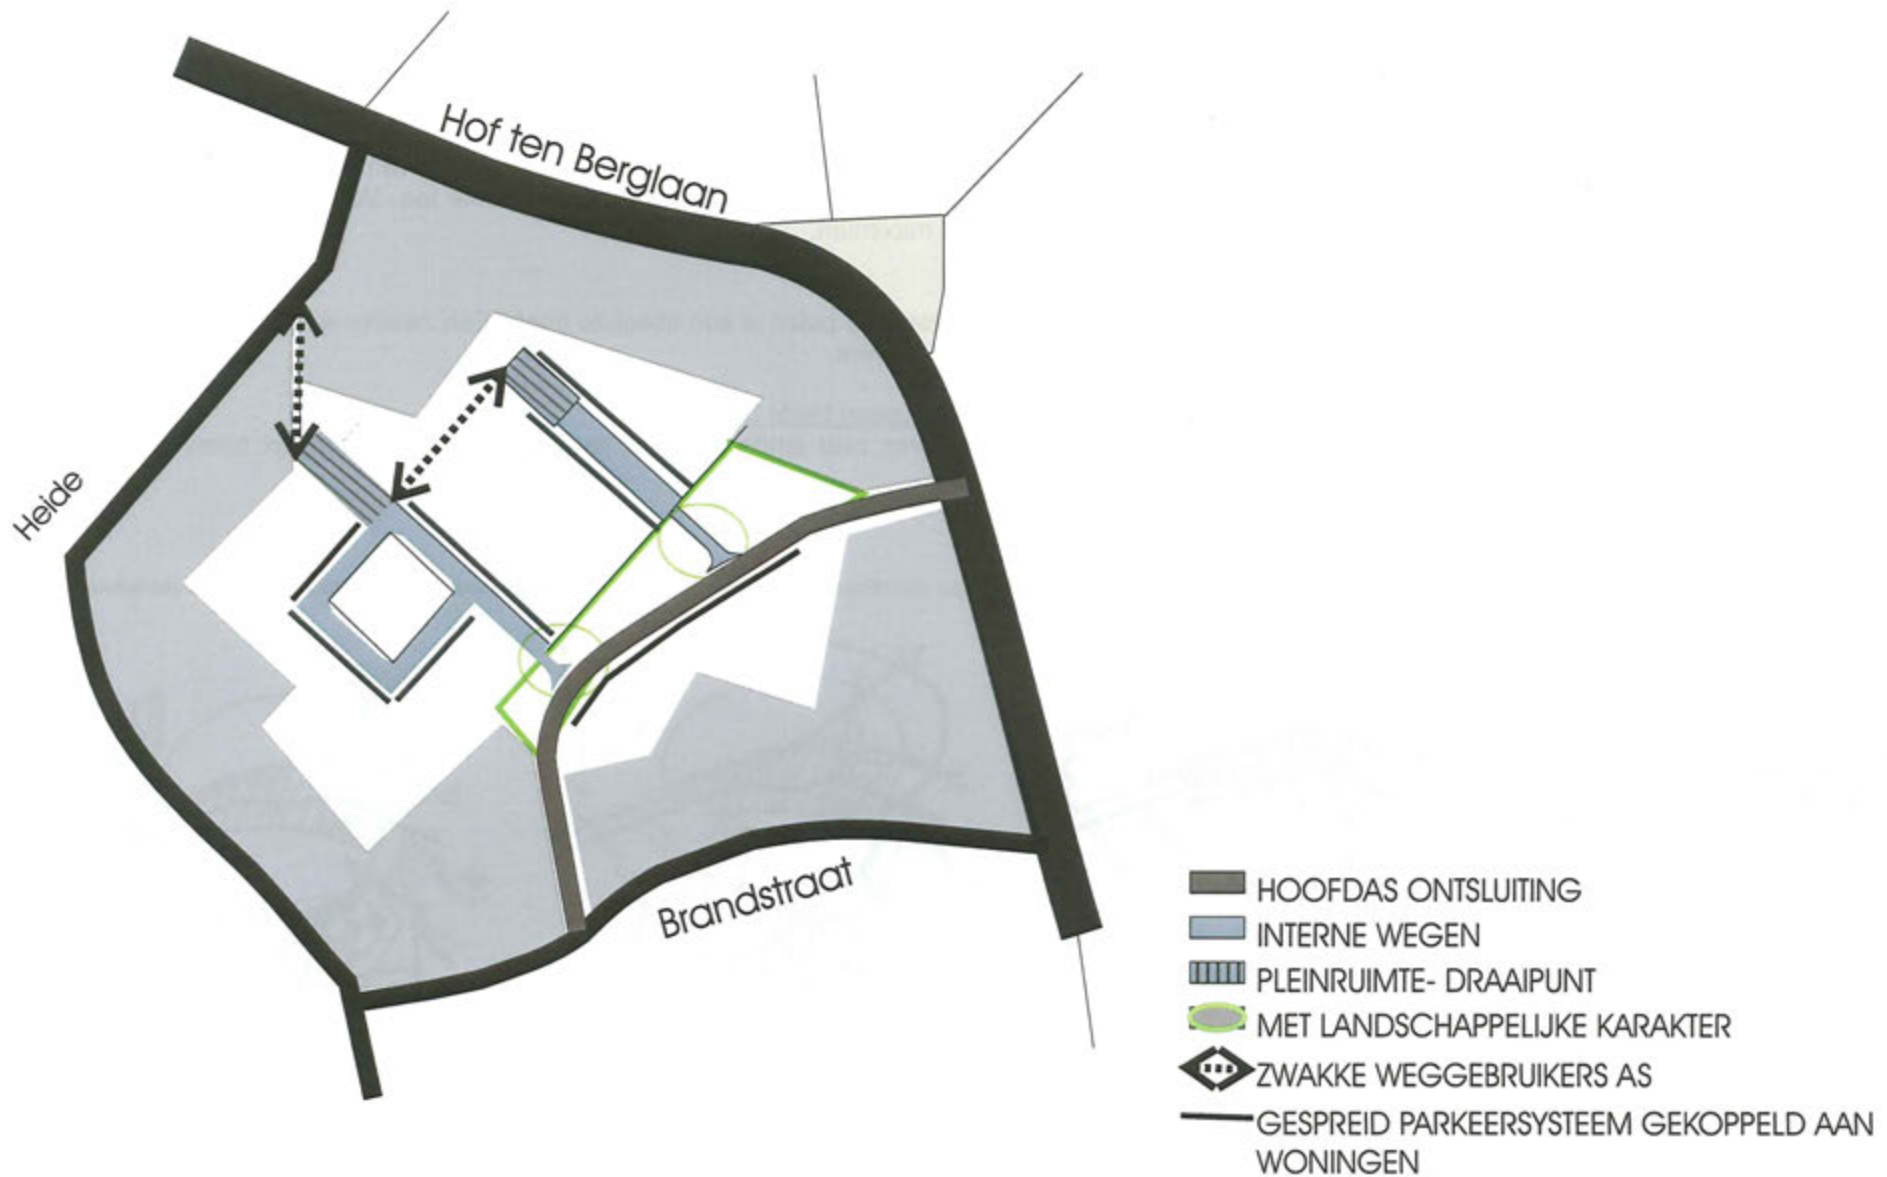 Hof ten Berglaan
Heide
Brandstraat
HOOFDAS ONTSLUITING
INTERNE WEGEN
PLEINRUIMTE- DRAAIPUNT
MET LANDSCHAPPELIJKE KARAKTER
ZWAKKE WEGGEBRUIKERS AS
GESPREID PARKEERSYSTEEM GEKOPPELD AAN
WONINGEN